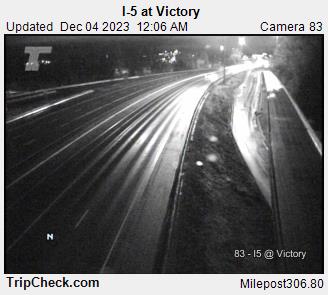 I-5 at Victory
Updated  Dec 04 2023  12:06 AM
Camera 83
T
N
83 - I5 @ Victory
TripCheck.com
Milepost306.80